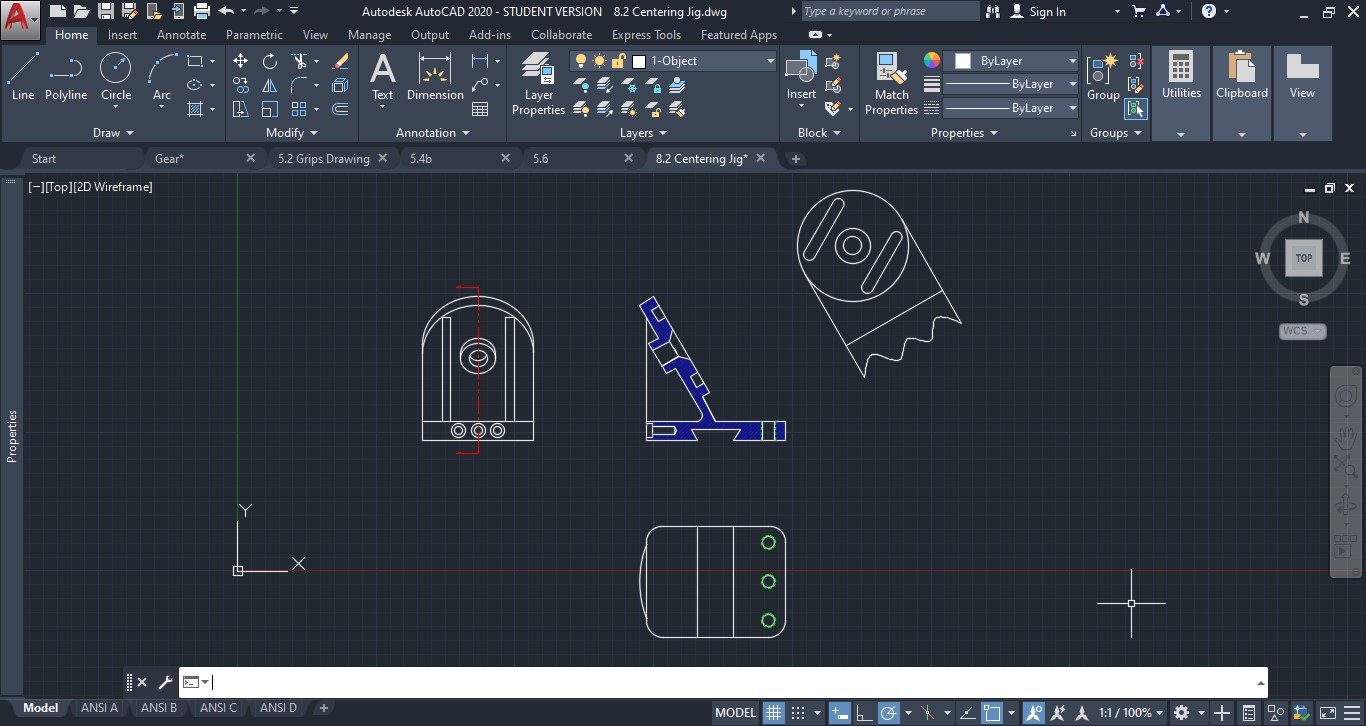 A Autodesk AutoCAD 2020 - STUDENT VERSION 8.2 Centering Jig.dwg Type a keyword or phrase Sign In ?
Home Insert Annotate Parametric View Manage Output Add-ins Collaborate Express Tools Featured Apps
Line Polyline Circle Arc
Draw
Modify
A Text Dimension
Annotation
Layer Properties
1-Object
Layers
Insert
Block
Match Properties
ByLayer
ByLayer
ByLayer
Properties
Group
Groups
Utilities Clipboard View
Start Gear* 5.2 Grips Drawing 5.4b 5.6 8.2 Centering Jig*
[−][Top][2D Wireframe]
N
W TOP E
S
WCS
Properties
Y
X
Model ANSI A ANSI B ANSI C ANSI D
MODEL 1:1 / 100%